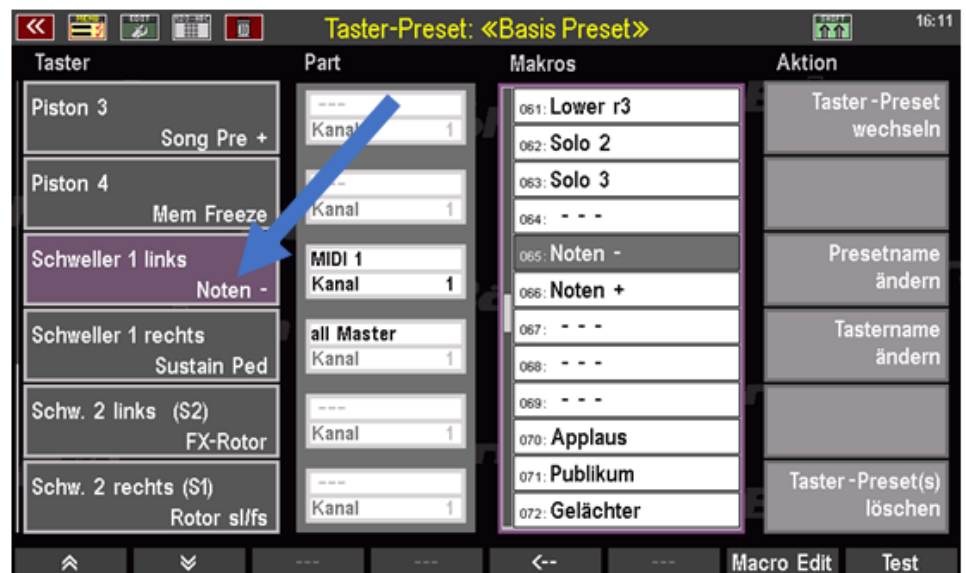 MENU EDIT 123-ABC SHIFT
Taster-Preset: «Basis Preset» 16:11
Taster Part Makros Aktion
Piston 3
Song Pre +
Piston 4
Mem Freeze
Schweller 1 links
Noten -
Schweller 1 rechts
Sustain Ped
Schw. 2 links (S2)
FX-Rotor
Schw. 2 rechts (S1)
Rotor sl/fs
---
Kanal 1
---
Kanal 1
MIDI 1
Kanal 1
all Master
Kanal 1
---
Kanal 1
---
Kanal 1
061: Lower r3
062: Solo 2
063: Solo 3
064: - - -
065: Noten -
066: Noten +
067: - - -
068: - - -
069: - - -
070: Applaus
071: Publikum
072: Gelächter
Taster-Preset
wechseln
Presetname
ändern
Tastername
ändern
Taster-Preset(s)
löschen
--- --- <-- --- Macro Edit Test